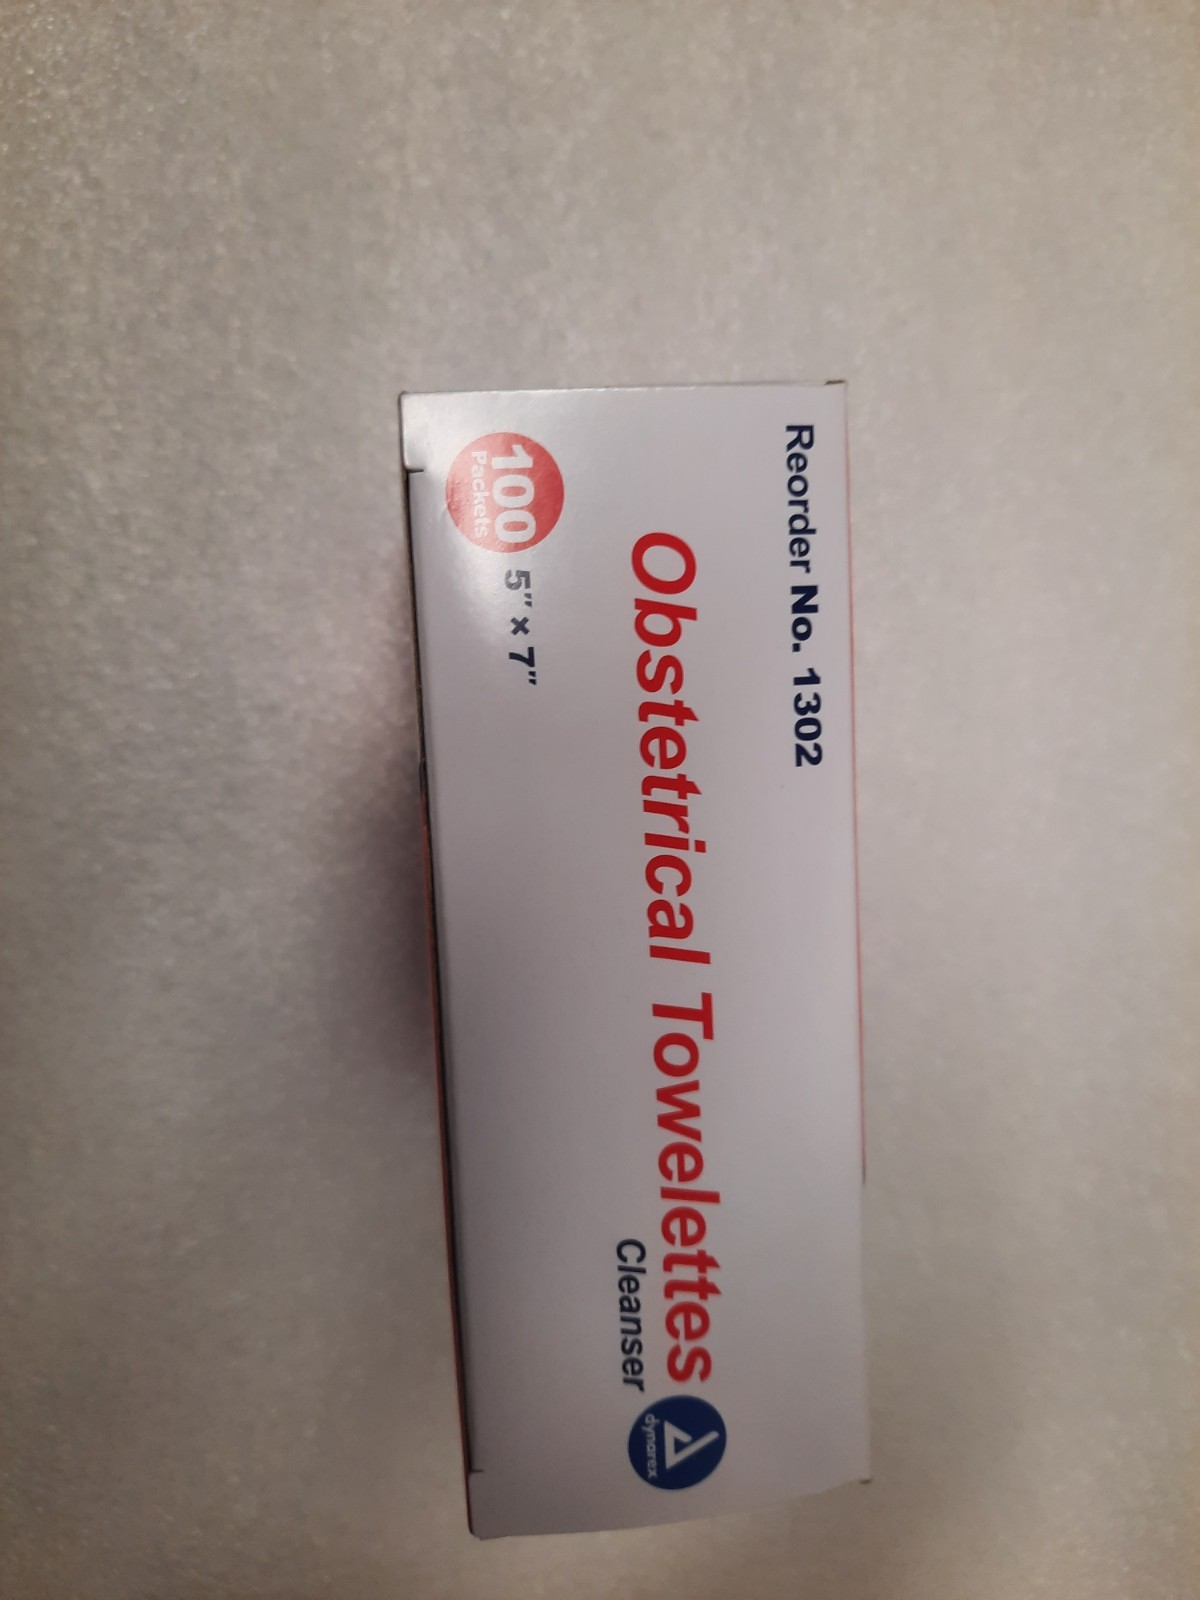 Reorder No. 1302
Obstetrical Towelettes
Cleanser
dynarex
100
Packets
5" × 7"